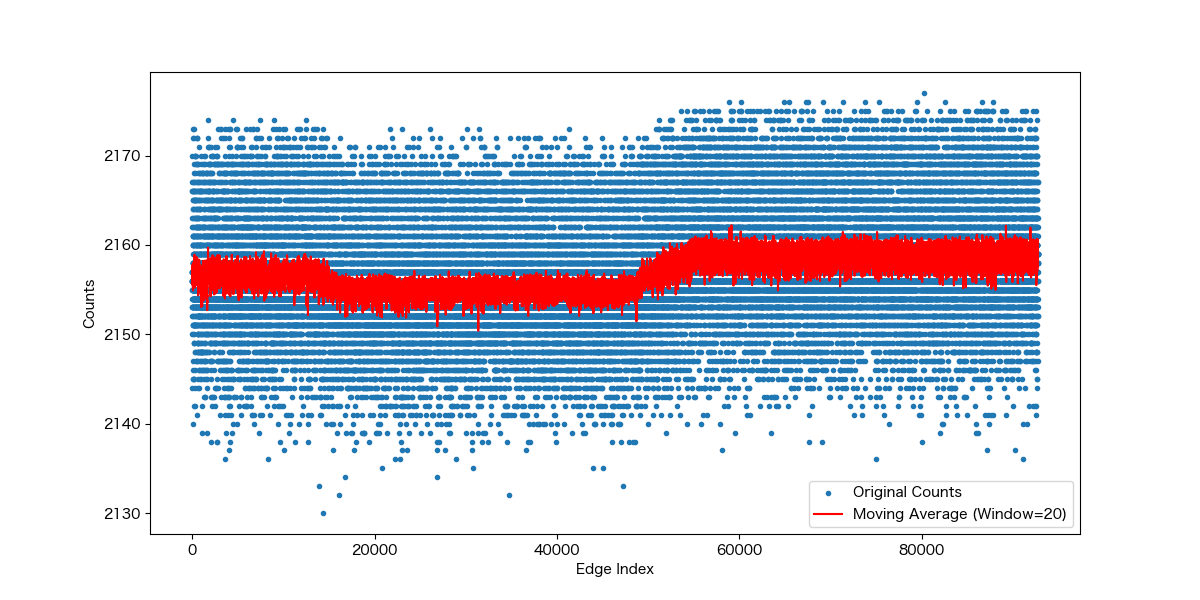 2170
2160
2150
2140
2130
Counts
0
20000
40000
60000
80000
Edge Index
Original Counts
Moving Average (Window=20)